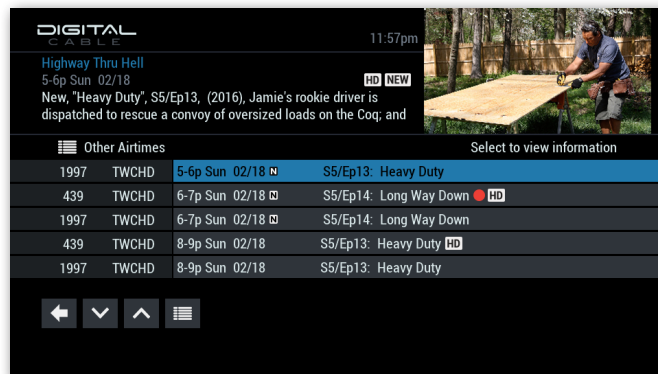 DIGITAL
CABLE
11:57pm
Highway Thru Hell
5-6p Sun 02/18 HD NEW
New, "Heavy Duty", S5/Ep13, (2016), Jamie's rookie driver is
dispatched to rescue a convoy of oversized loads on the Coq; and
Other Airtimes Select to view information
1997 TWCHD 5-6p Sun 02/18 N S5/Ep13: Heavy Duty
439 TWCHD 6-7p Sun 02/18 N S5/Ep14: Long Way Down HD
1997 TWCHD 6-7p Sun 02/18 N S5/Ep14: Long Way Down
439 TWCHD 8-9p Sun 02/18 S5/Ep13: Heavy Duty HD
1997 TWCHD 8-9p Sun 02/18 S5/Ep13: Heavy Duty